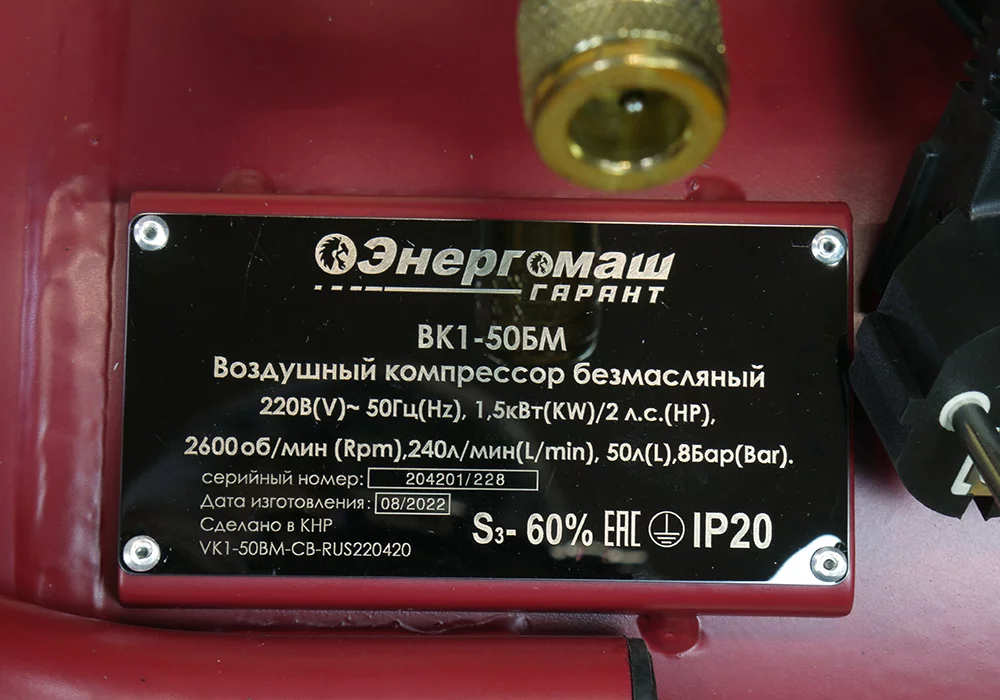 Энергомаш
ГАРАНТ
ВК1-50БМ
Воздушный компрессор безмасляный
220В(V)~ 50Гц(Hz), 1,5кВт(KW)/2 л.с.(HP),
2600об/мин (Rpm),240л/мин(L/min), 50л(L),8Бар(Bar).
серийный номер: 204201/228
Дата изготовления: 08/2022
Сделано в КНР
VK1-50BM-CB-RUS220420
S3- 60% EAC IP20